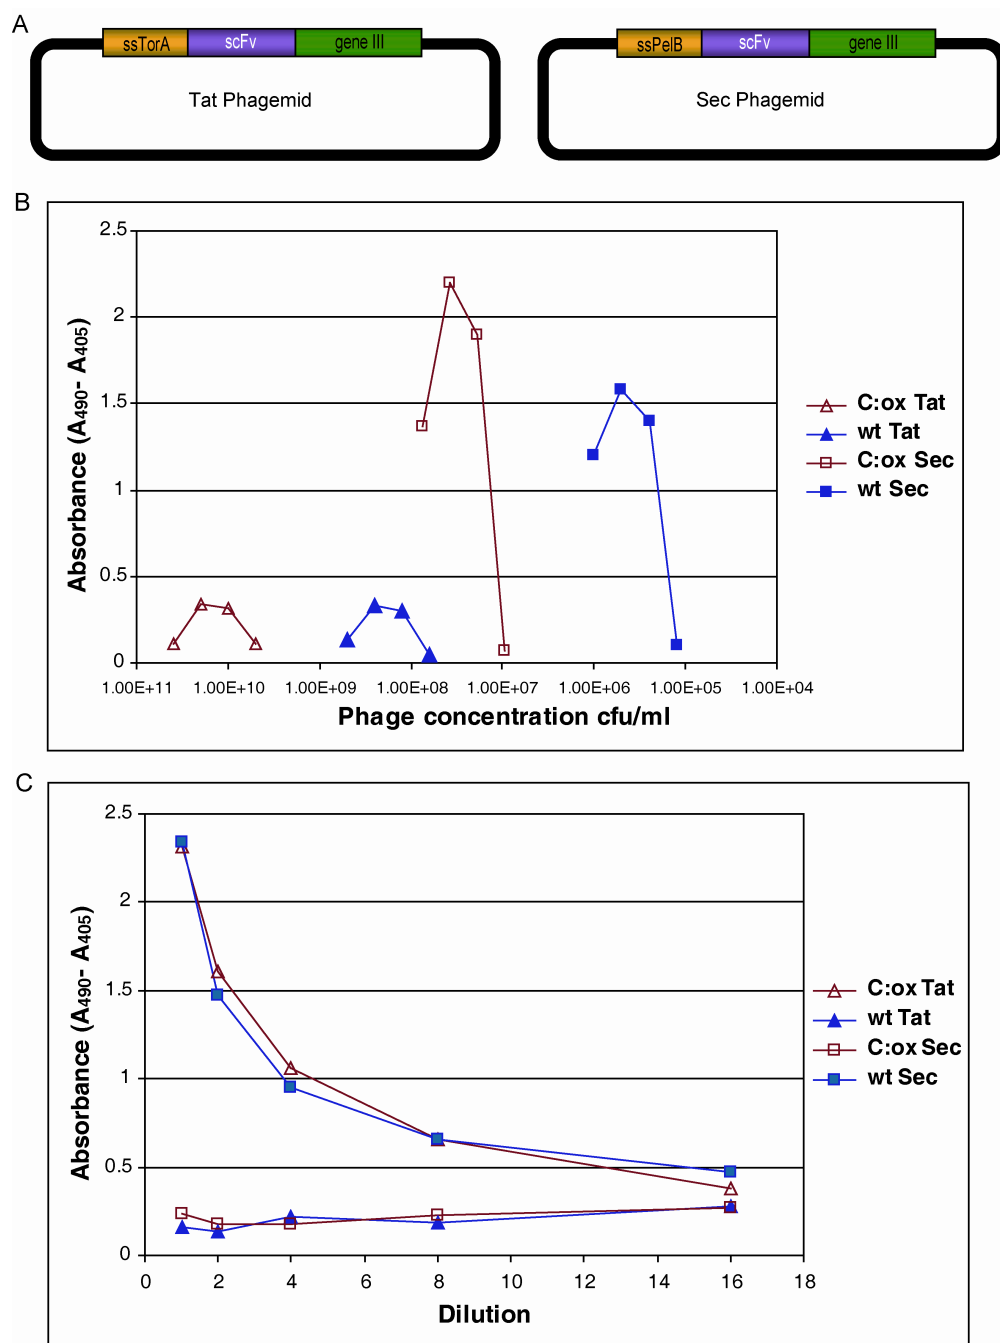 A
ssTorA scFv gene III
ssPelB scFv gene III
Tat Phagemid
Sec Phagemid
B
2.5
2
1.5
1
0.5
0
Absorbance (A490- A405)
1.00E+11 1.00E+10 1.00E+09 1.00E+08 1.00E+07 1.00E+06 1.00E+05 1.00E+04
Phage concentration cfu/ml
C:ox Tat
wt Tat
C:ox Sec
wt Sec
C
2.5
2
1.5
1
0.5
0
Absorbance (A490- A405)
0 2 4 6 8 10 12 14 16 18
Dilution
C:ox Tat
wt Tat
C:ox Sec
wt Sec